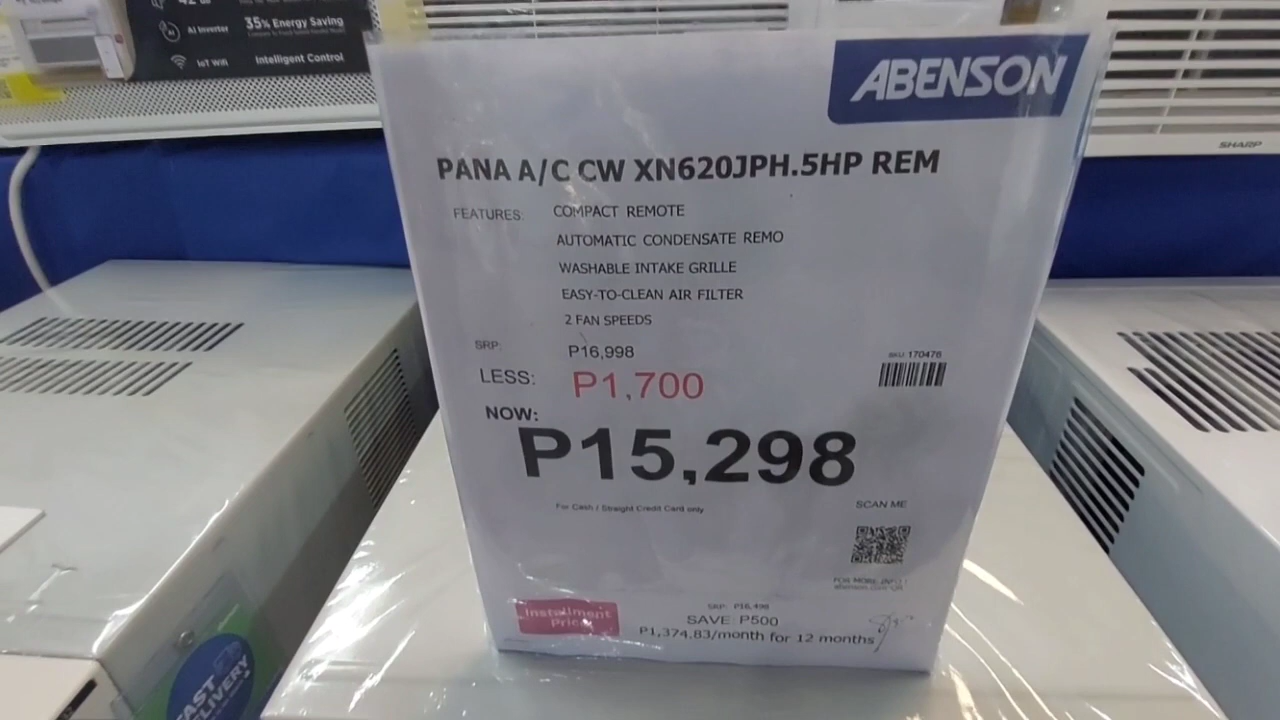 35% Energy Saving
AI Inverter
IoT Wifi
Intelligent Control
ABENSON
SHARP
PANA A/C CW XN620JPH.5HP REM
FEATURES: COMPACT REMOTE
AUTOMATIC CONDENSATE REMO
WASHABLE INTAKE GRILLE
EASY-TO-CLEAN AIR FILTER
2 FAN SPEEDS
SRP: P16,998
SKU: 170476
LESS: P1,700
NOW:
P15,298
For Cash / Straight Credit Card only
SCAN ME
FOR MORE INFO !
Installment
Price
SRP: P16,498
SAVE P500
P1,374.83/month for 12 months
FAST
DELIVERY